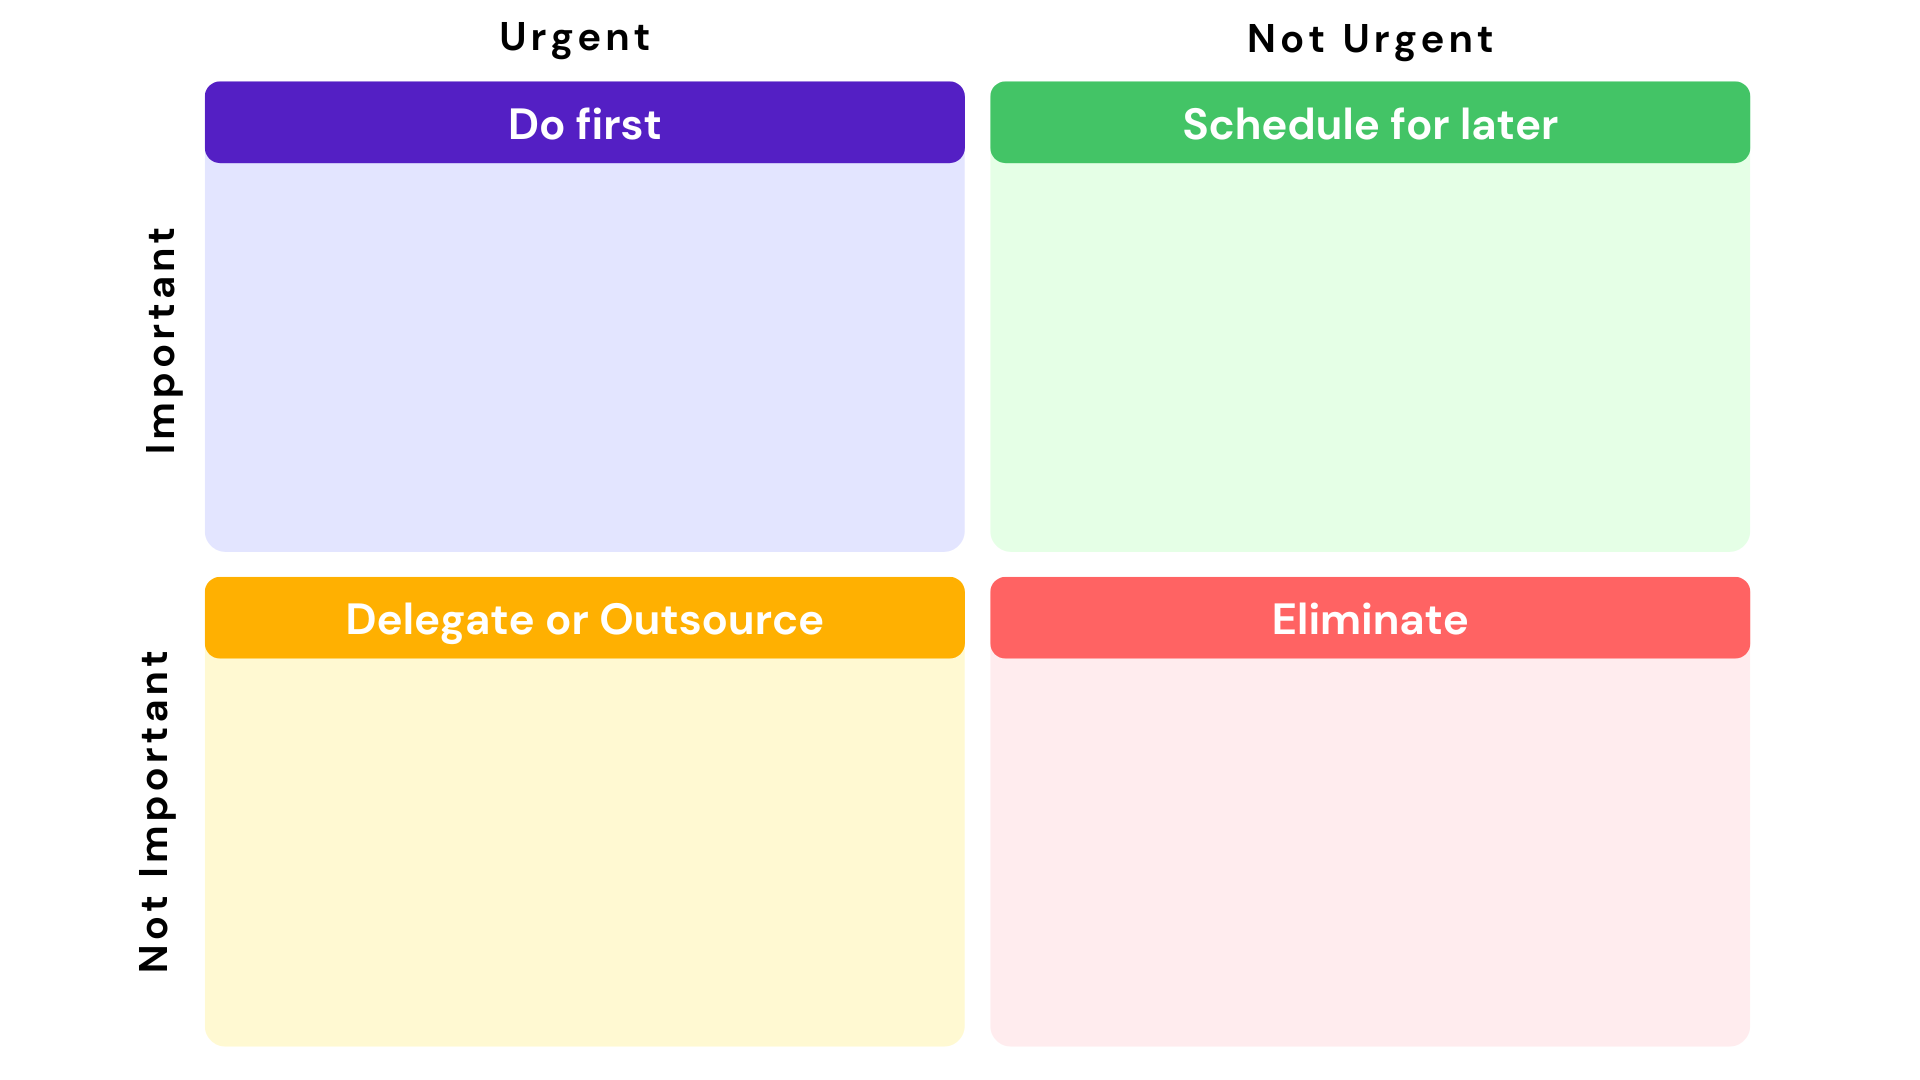 Urgent
Not Urgent
Important
Do first
Schedule for later
Not Important
Delegate or Outsource
Eliminate